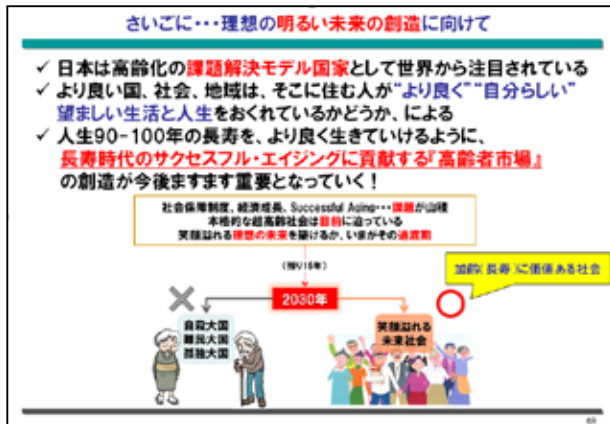 さいごに･･･理想の明るい未来の創造に向けて
✓ 日本は高齢化の課題解決モデル国家として世界から注目されている
✓ より良い国、社会、地域は、そこに住む人が“より良く”“自分らしい”
望ましい生活と人生をおくれているかどうか、による
✓ 人生90-100年の長寿を、より良く生きていけるように、
長寿時代のサクセスフル・エイジングに貢献する『高齢者市場』
の創造が今後ますます重要となっていく！
社会保障制度、経済成長、Successful Aging･･･課題が山積
本格的な超高齢社会は目前に迫っている
笑顔溢れる理想の未来を築けるか、いまがその過渡期
(残り15年)
加齢(長寿)に価値ある社会
2030年
自殺大国
難民大国
孤独大国
笑顔溢れる
未来社会